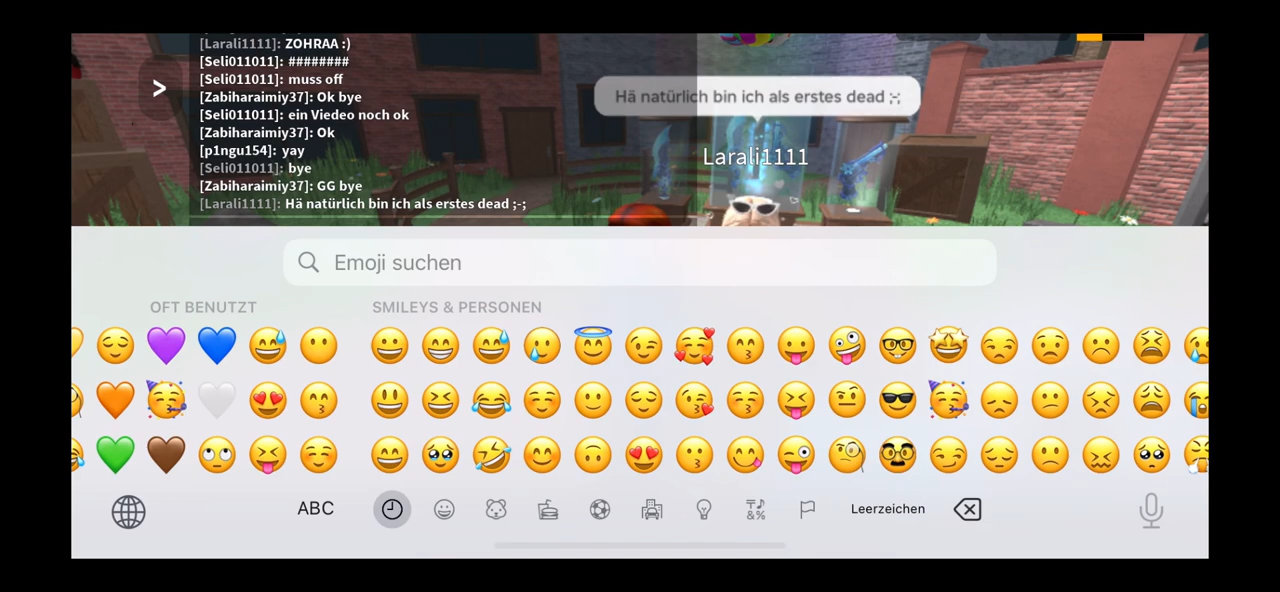 [Larali1111]: ZOHRAA :)
[Seli011011]: ########
[Seli011011]: muss off
[Zabiharaimiy37]: Ok bye
[Seli011011]: ein Viedeo noch ok
[Zabiharaimiy37]: Ok
[p1ngu154]: yay
[Seli011011]: bye
[Zabiharaimiy37]: GG bye
[Larali1111]: Hä natürlich bin ich als erstes dead ;-;
Hä natürlich bin ich als erstes dead ;-;
Larali1111
Emoji suchen
OFT BENUTZT
SMILEYS & PERSONEN
ABC
Leerzeichen